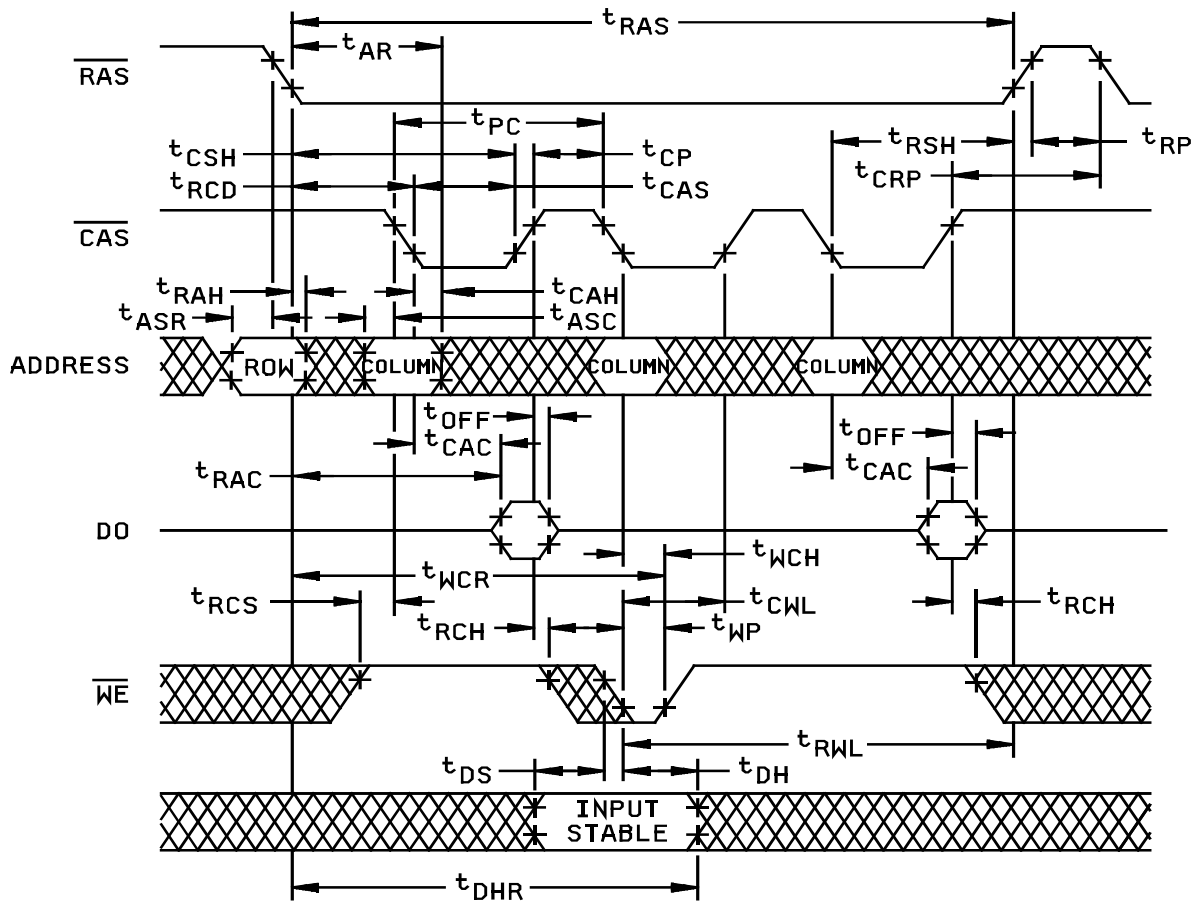 tRAS
tAR
RAS
tPC
tCSH
tCP
tRSH
tRP
tRCD
tCAS
tCRP
CAS
tRAH
tCAH
tASR
tASC
ADDRESS
ROW
COLUMN
COLUMN
COLUMN
tOFF
tOFF
tCAC
tCAC
tRAC
DO
tWCH
tWCR
tRCS
tCWL
tRCH
tRCH
tWP
WE
tRWL
tDS
tDH
INPUT
STABLE
tDHR